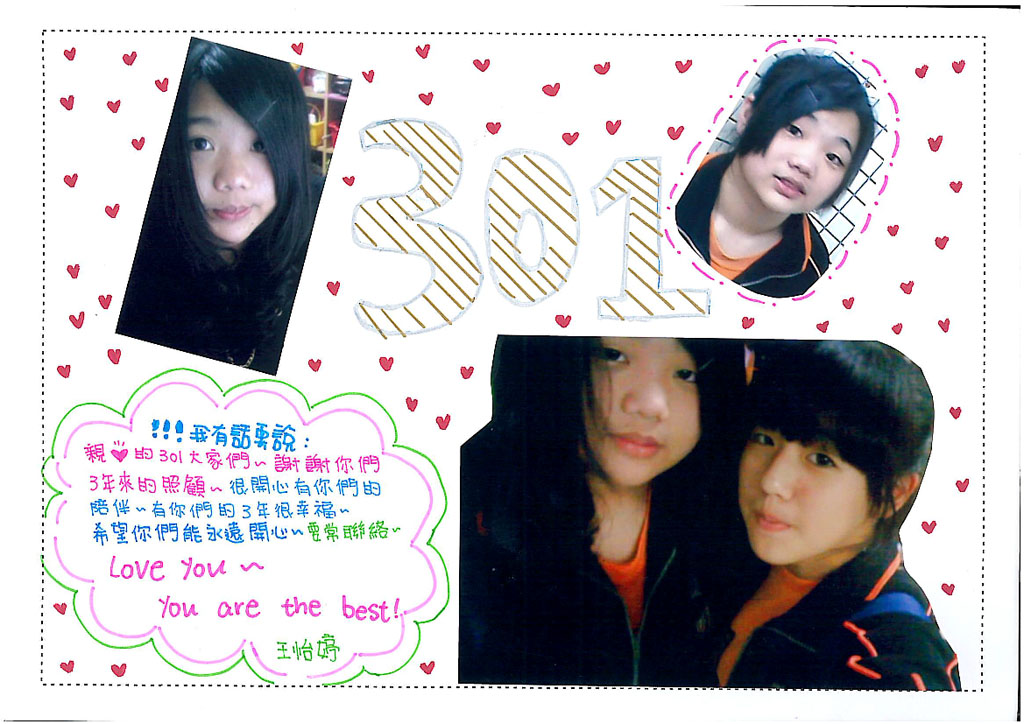 301
!!!我有話要說：
親♥的301大家們~謝謝你們
3年來的照顧~很開心有你們的
陪伴~有你們的3年很幸福~
希望你們能永遠開心~要常聯絡~
Love You ~
You are the best!
王怡婷